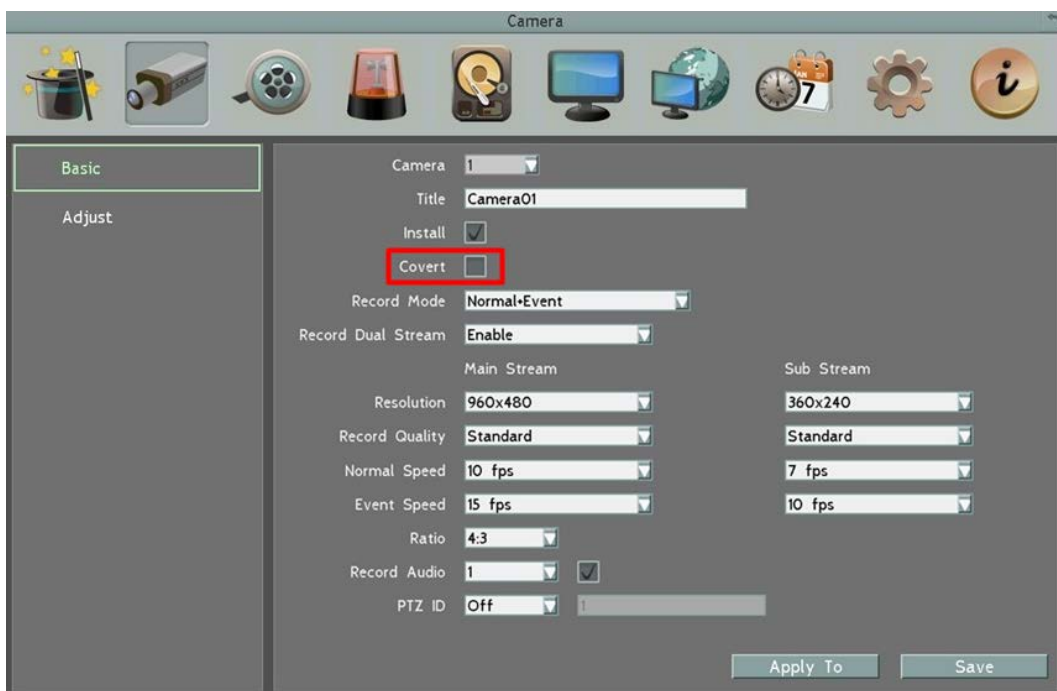 Camera
JAN
7
i
Basic
Adjust
Camera 1
Title Camera01
Install
Covert
Record Mode Normal+Event
Record Dual Stream Enable
Main Stream Sub Stream
Resolution 960x480 360x240
Record Quality Standard Standard
Normal Speed 10 fps 7 fps
Event Speed 15 fps 10 fps
Ratio 4:3
Record Audio 1
PTZ ID Off 1
Apply To Save